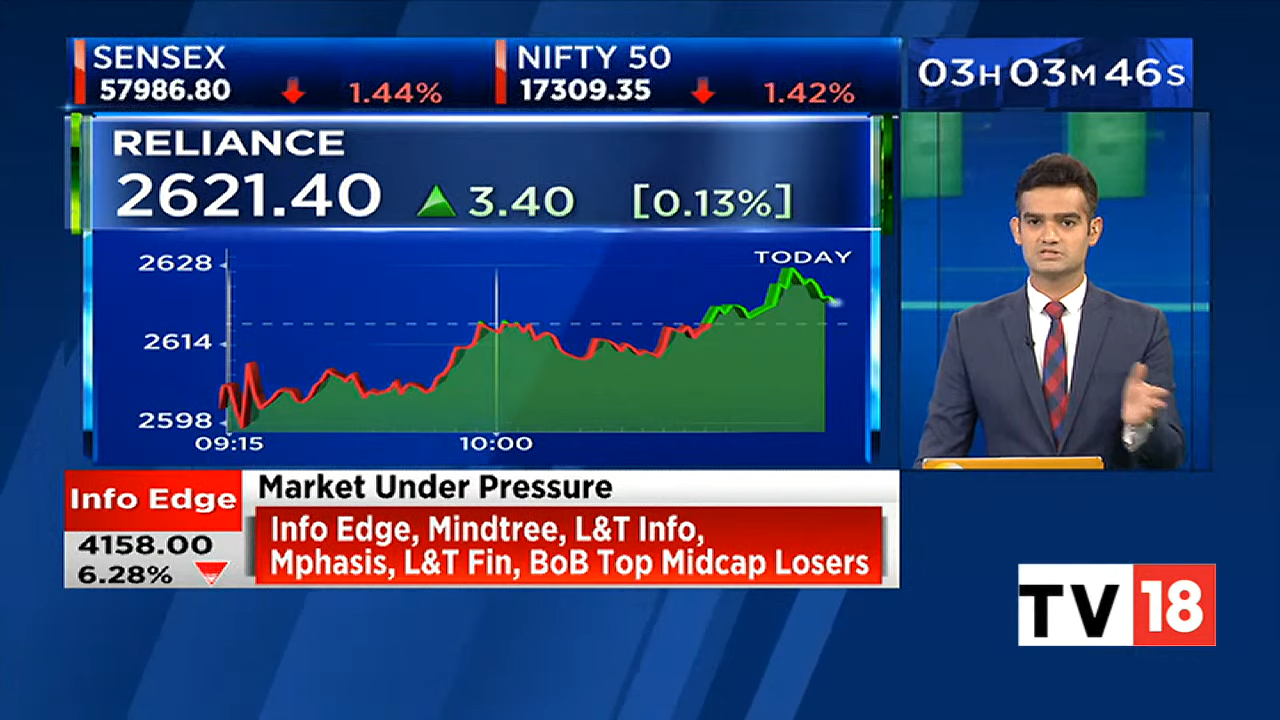 SENSEX
57986.80 1.44%
NIFTY 50
17309.35 1.42%
03H 03M 46S
RELIANCE
2621.40 3.40 [0.13%]
TODAY
2628
2614
2598
09:15 10:00
Info Edge
4158.00
6.28%
Market Under Pressure
Info Edge, Mindtree, L&T Info,
Mphasis, L&T Fin, BoB Top Midcap Losers
TV18